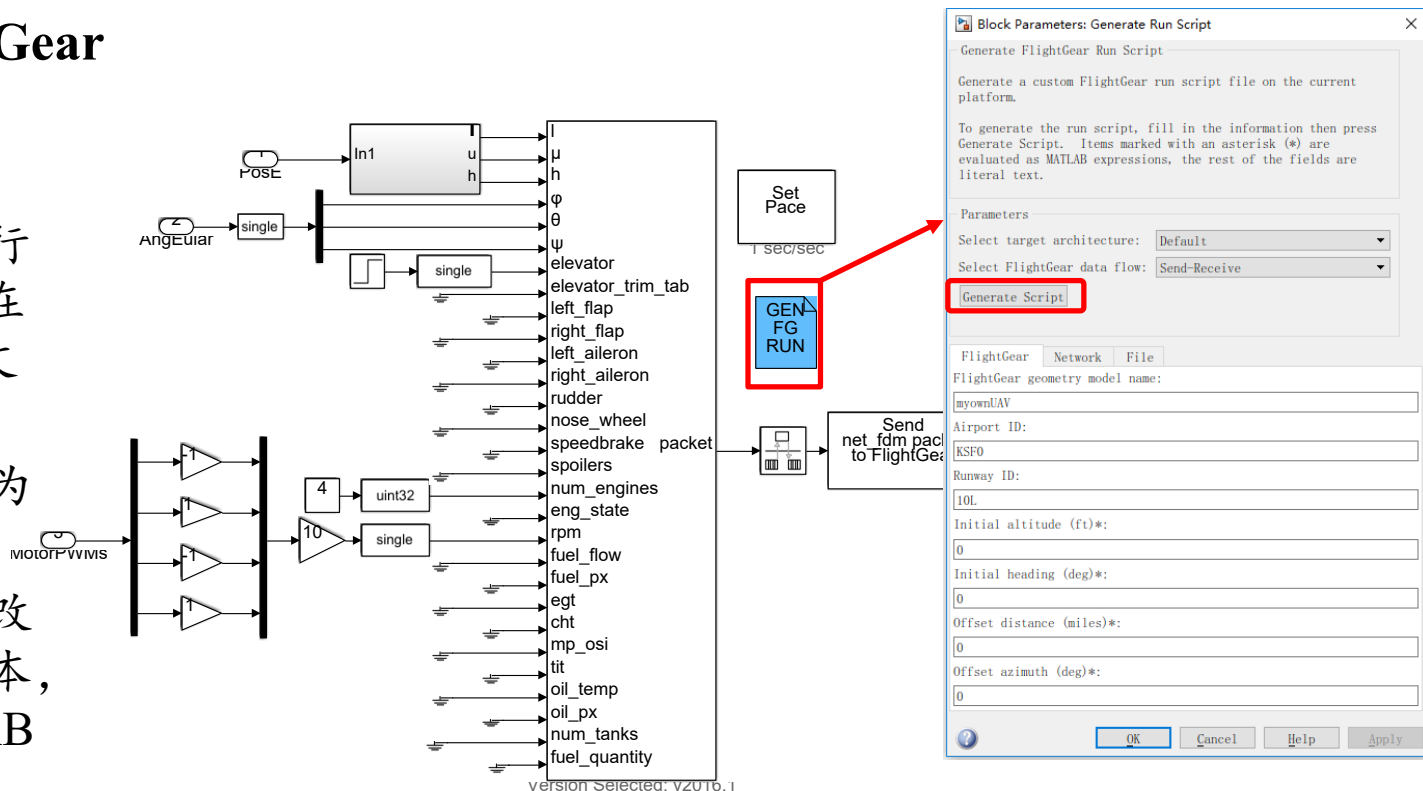 Gear
行
在
为
改
本，
B
1
PosE
In1
u
h
2
AngEular
single
single
MotorPWMs
-1
1
-1
1
10
4
uint32
single
l
μ
h
φ
θ
ψ
elevator
elevator_trim_tab
left_flap
right_flap
left_aileron
right_aileron
rudder
nose_wheel
speedbrake packet
spoilers
num_engines
eng_state
rpm
fuel_flow
fuel_px
egt
cht
mp_osi
tit
oil_temp
oil_px
num_tanks
fuel_quantity
Version Selected: v2016.1
Set
Pace
1 sec/sec
GEN
FG
RUN
Send
net_fdm pac
to FlightGea
Block Parameters: Generate Run Script
Generate FlightGear Run Script
Generate a custom FlightGear run script file on the current
platform.
To generate the run script, fill in the information then press
Generate Script. Items marked with an asterisk (*) are
evaluated as MATLAB expressions, the rest of the fields are
literal text.
Parameters
Select target architecture: Default
Select FlightGear data flow: Send-Receive
Generate Script
FlightGear Network File
FlightGear geometry model name:
myownUAV
Airport ID:
KSFO
Runway ID:
10L
Initial altitude (ft)*:
0
Initial heading (deg)*:
0
Offset distance (miles)*:
0
Offset azimuth (deg)*:
0
OK Cancel Help Apply